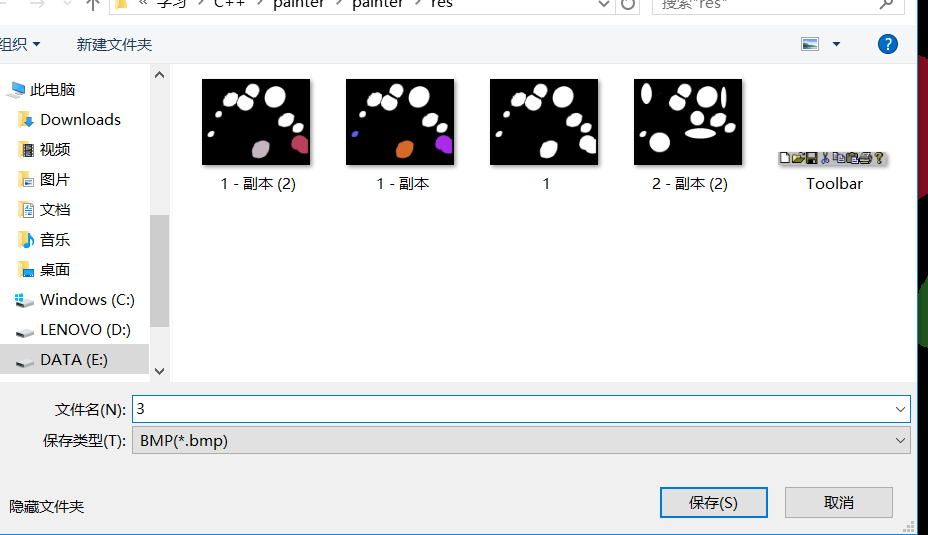 « 学习 › C++ › painter › painter › res
搜索"res"
组织
新建文件夹
此电脑
Downloads
视频
图片
文档
音乐
桌面
Windows (C:)
LENOVO (D:)
DATA (E:)
1 - 副本 (2)
1 - 副本
1
2 - 副本 (2)
Toolbar
文件名(N):
3
保存类型(T):
BMP(*.bmp)
隐藏文件夹
保存(S)
取消